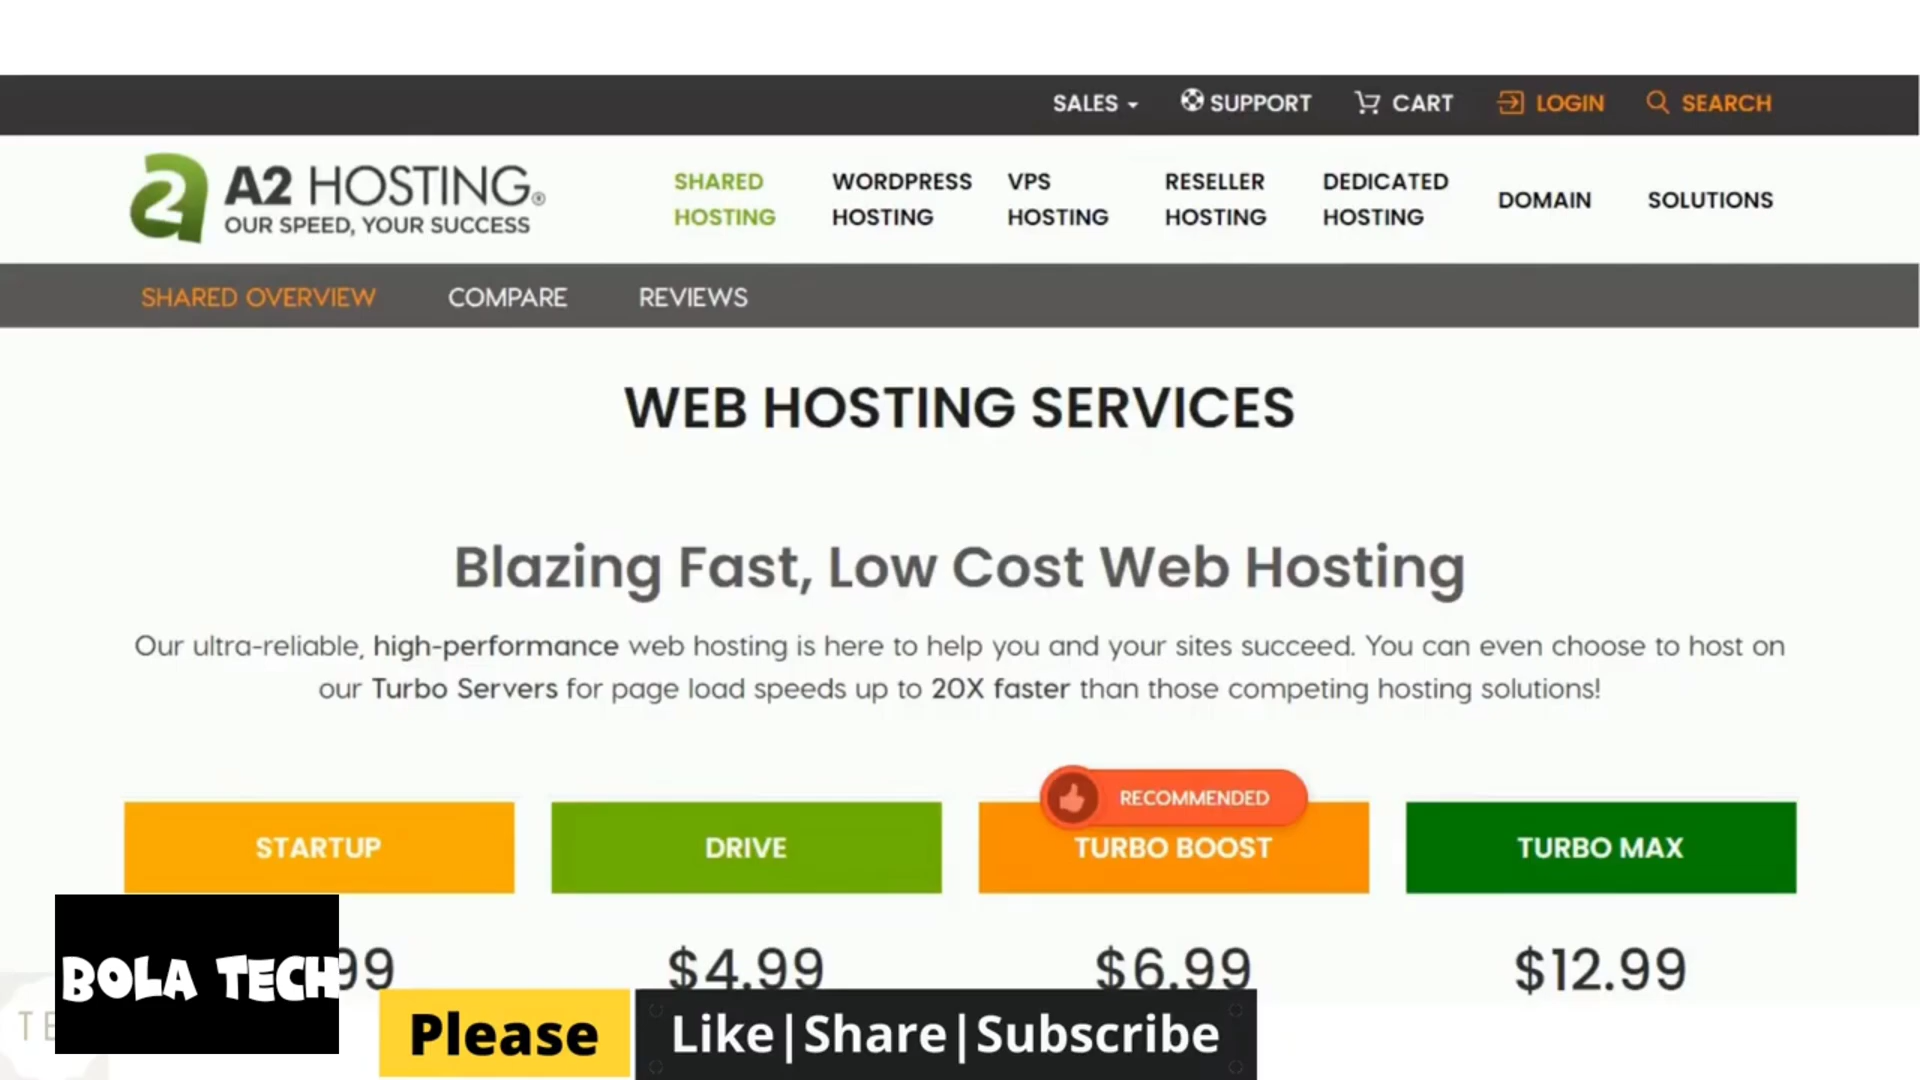 SALES SUPPORT CART LOGIN SEARCH
A2 HOSTING®
OUR SPEED, YOUR SUCCESS
SHARED HOSTING
WORDPRESS HOSTING
VPS HOSTING
RESELLER HOSTING
DEDICATED HOSTING
DOMAIN
SOLUTIONS
SHARED OVERVIEW COMPARE REVIEWS
WEB HOSTING SERVICES
Blazing Fast, Low Cost Web Hosting
Our ultra-reliable, high-performance web hosting is here to help you and your sites succeed. You can even choose to host on
our Turbo Servers for page load speeds up to 20X faster than those competing hosting solutions!
RECOMMENDED
STARTUP DRIVE TURBO BOOST TURBO MAX
99 $4.99 $6.99 $12.99
BOLA TECH
Please Like|Share|Subscribe